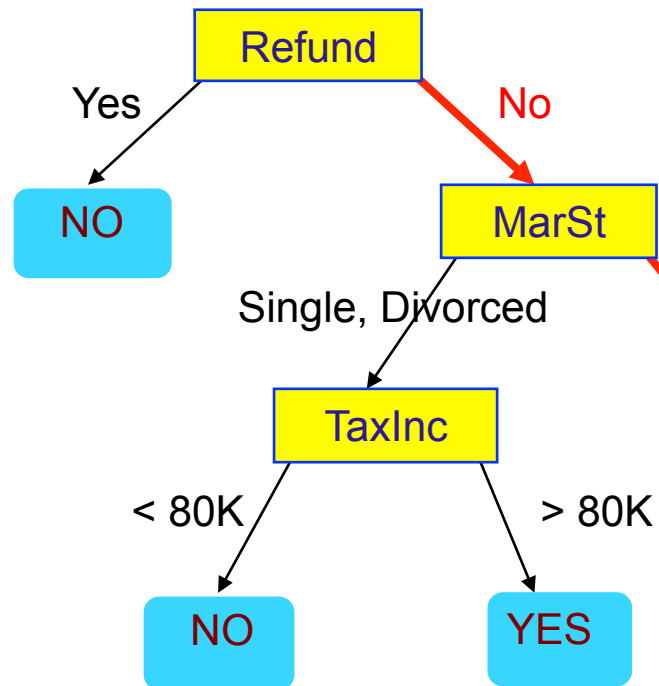 Refund
Yes
No
NO
MarSt
Single, Divorced
TaxInc
< 80K
> 80K
NO
YES